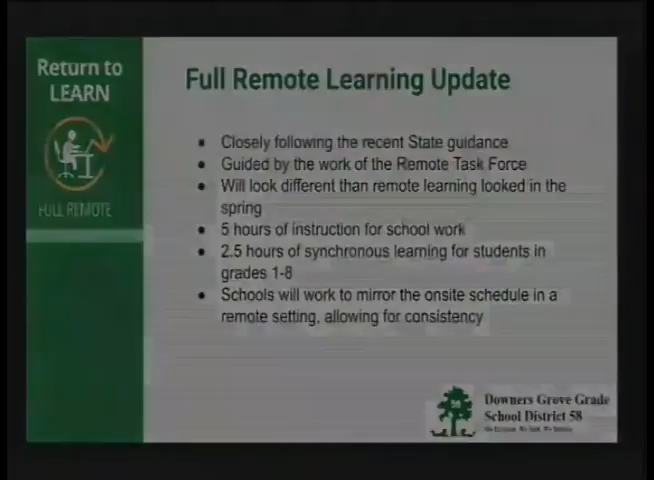 Return to
LEARN
FULL REMOTE
Full Remote Learning Update
• Closely following the recent State guidance
• Guided by the work of the Remote Task Force
• Will look different than remote learning looked in the
spring
• 5 hours of instruction for school work
• 2.5 hours of synchronous learning for students in
grades 1-8
• Schools will work to mirror the onsite schedule in a
remote setting, allowing for consistency
58
Downers Grove Grade
School District 58